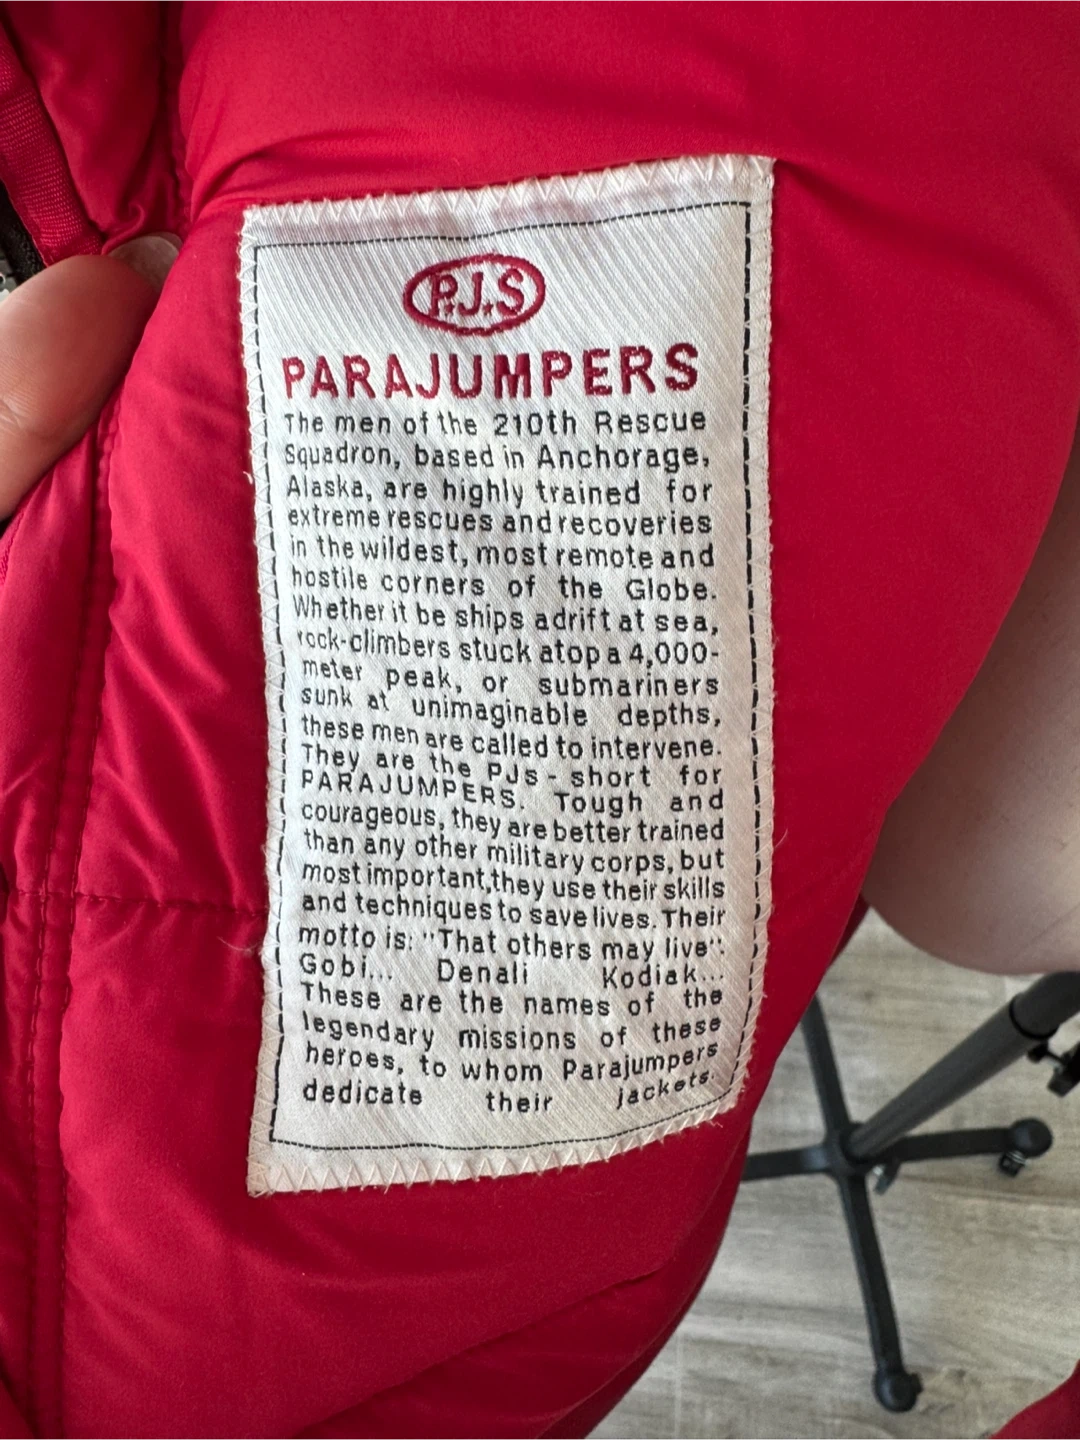 P.J.S
PARAJUMPERS
The men of the 210th Rescue
Squadron, based in Anchorage,
Alaska, are highly trained for
extreme rescues and recoveries
in the wildest, most remote and
hostile corners of the Globe.
Whether it be ships adrift at sea,
rock-climbers stuck atop a 4,000-
meter peak, or submariners
sunk at unimaginable depths,
these men are called to intervene.
They are the PJs - short for
PARAJUMPERS. Tough and
courageous, they are better trained
than any other military corps, but
most important,they use their skills
and techniques to save lives. Their
motto is: "That others may live".
Gobi... Denali Kodiak...
These are the names of the
legendary missions of these
heroes, to whom Parajumpers
dedicate their jackets.